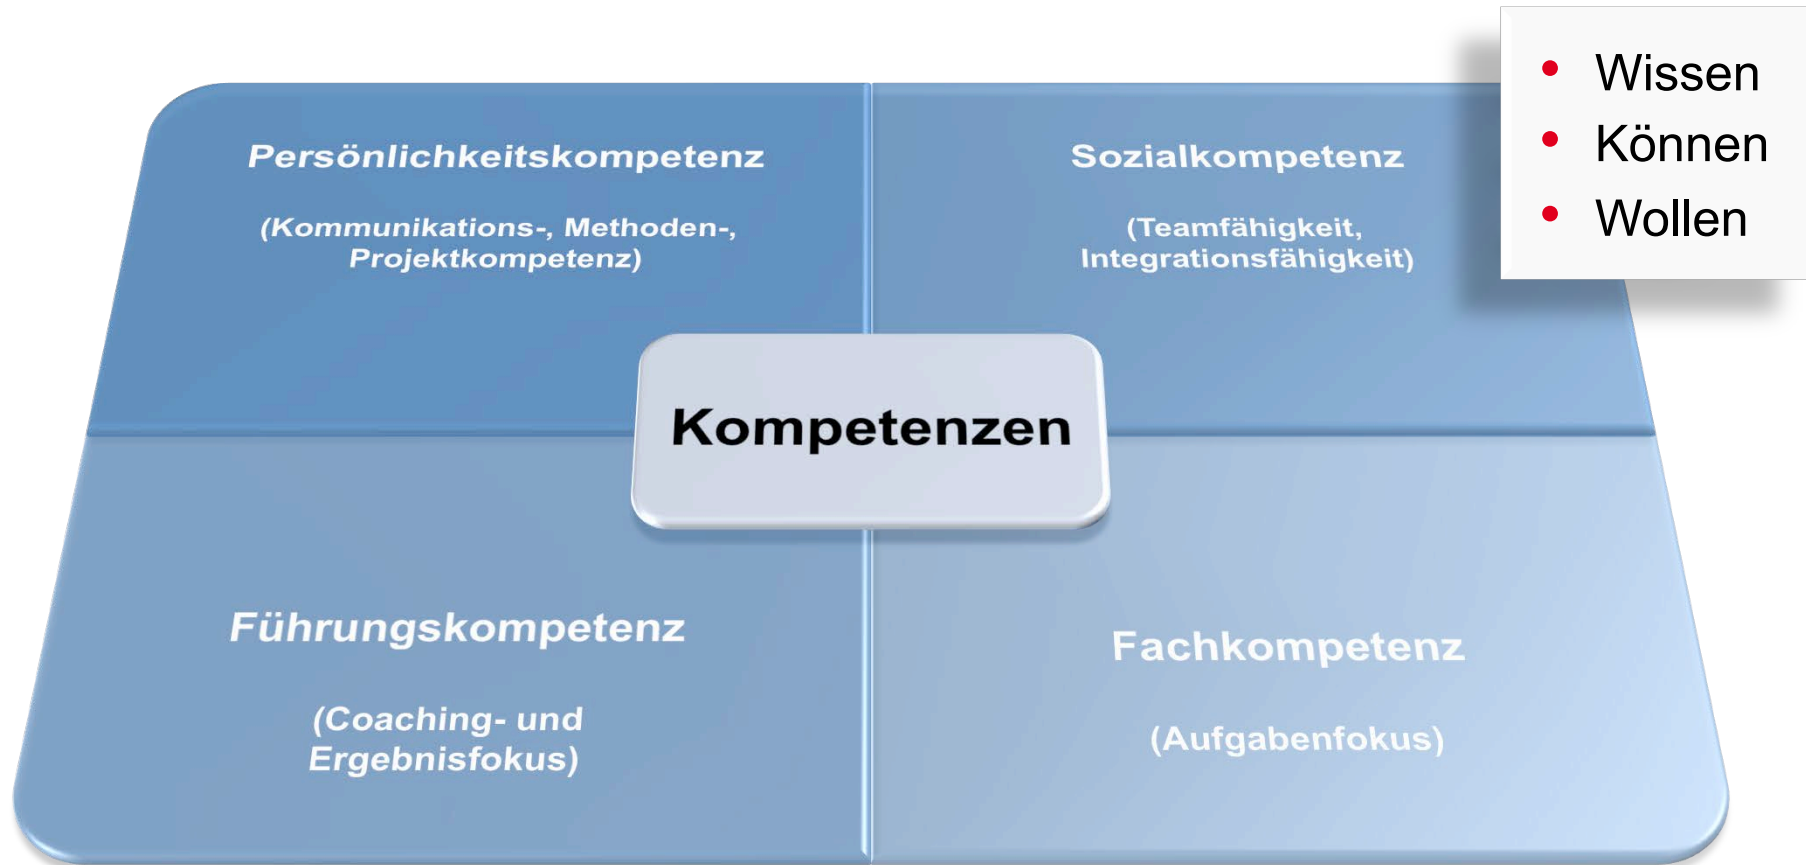 Persönlichkeitskompetenz
(Kommunikations-, Methoden-,
Projektkompetenz)
Sozialkompetenz
(Teamfähigkeit,
Integrationsfähigkeit)
• Wissen
• Können
• Wollen
Kompetenzen
Führungskompetenz
(Coaching- und
Ergebnisfokus)
Fachkompetenz
(Aufgabenfokus)